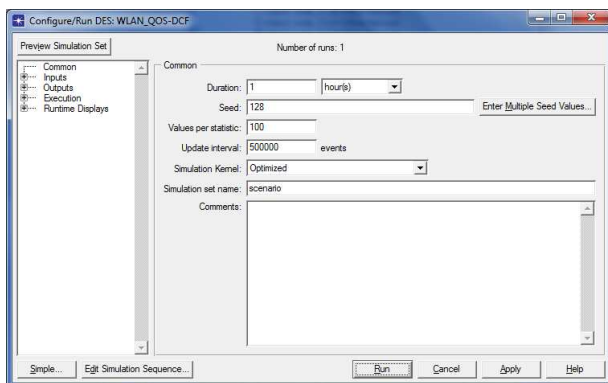 Configure/Run DES: WLAN_QOS-DCF
Preview Simulation Set
Number of runs: 1
Common
Inputs
Outputs
Execution
Runtime Displays
Common
Duration: 1 hour(s)
Seed: 128 Enter Multiple Seed Values...
Values per statistic: 100
Update interval: 500000 events
Simulation Kernel: Optimized
Simulation set name: scenario
Comments:
Simple... Edit Simulation Sequence... Run Cancel Apply Help